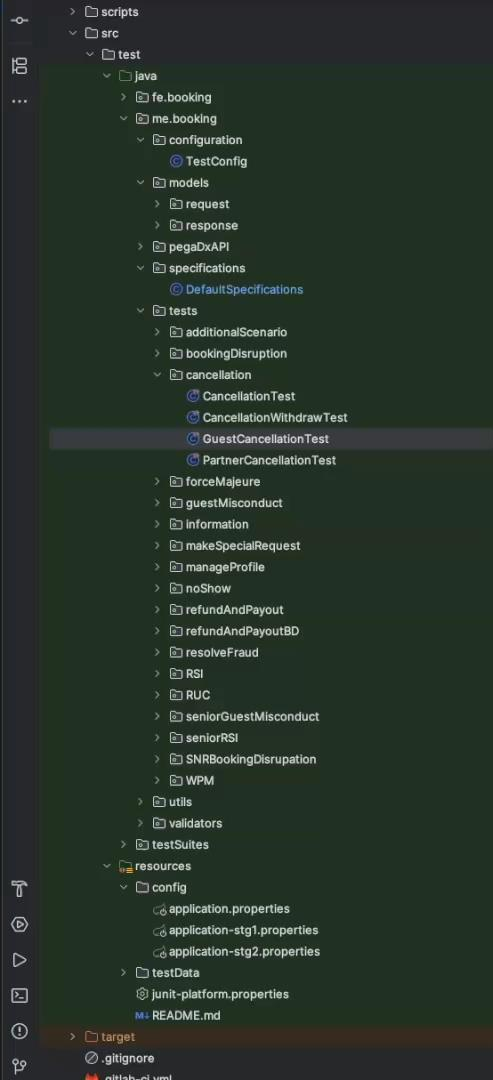 scripts
src
test
java
fe.booking
me.booking
configuration
TestConfig
models
request
response
pegaDxAPI
specifications
DefaultSpecifications
tests
additionalScenario
bookingDisruption
cancellation
CancellationTest
CancellationWithdrawTest
GuestCancellationTest
PartnerCancellationTest
forceMajeure
guestMisconduct
information
makeSpecialRequest
manageProfile
noShow
refundAndPayout
refundAndPayoutBD
resolveFraud
RSI
RUC
seniorGuestMisconduct
seniorRSI
SNRBookingDisrupation
WPM
utils
validators
testSuites
resources
config
application.properties
application-stg1.properties
application-stg2.properties
testData
junit-platform.properties
M↓ README.md
target
.gitignore
.gitlab-ci.yml